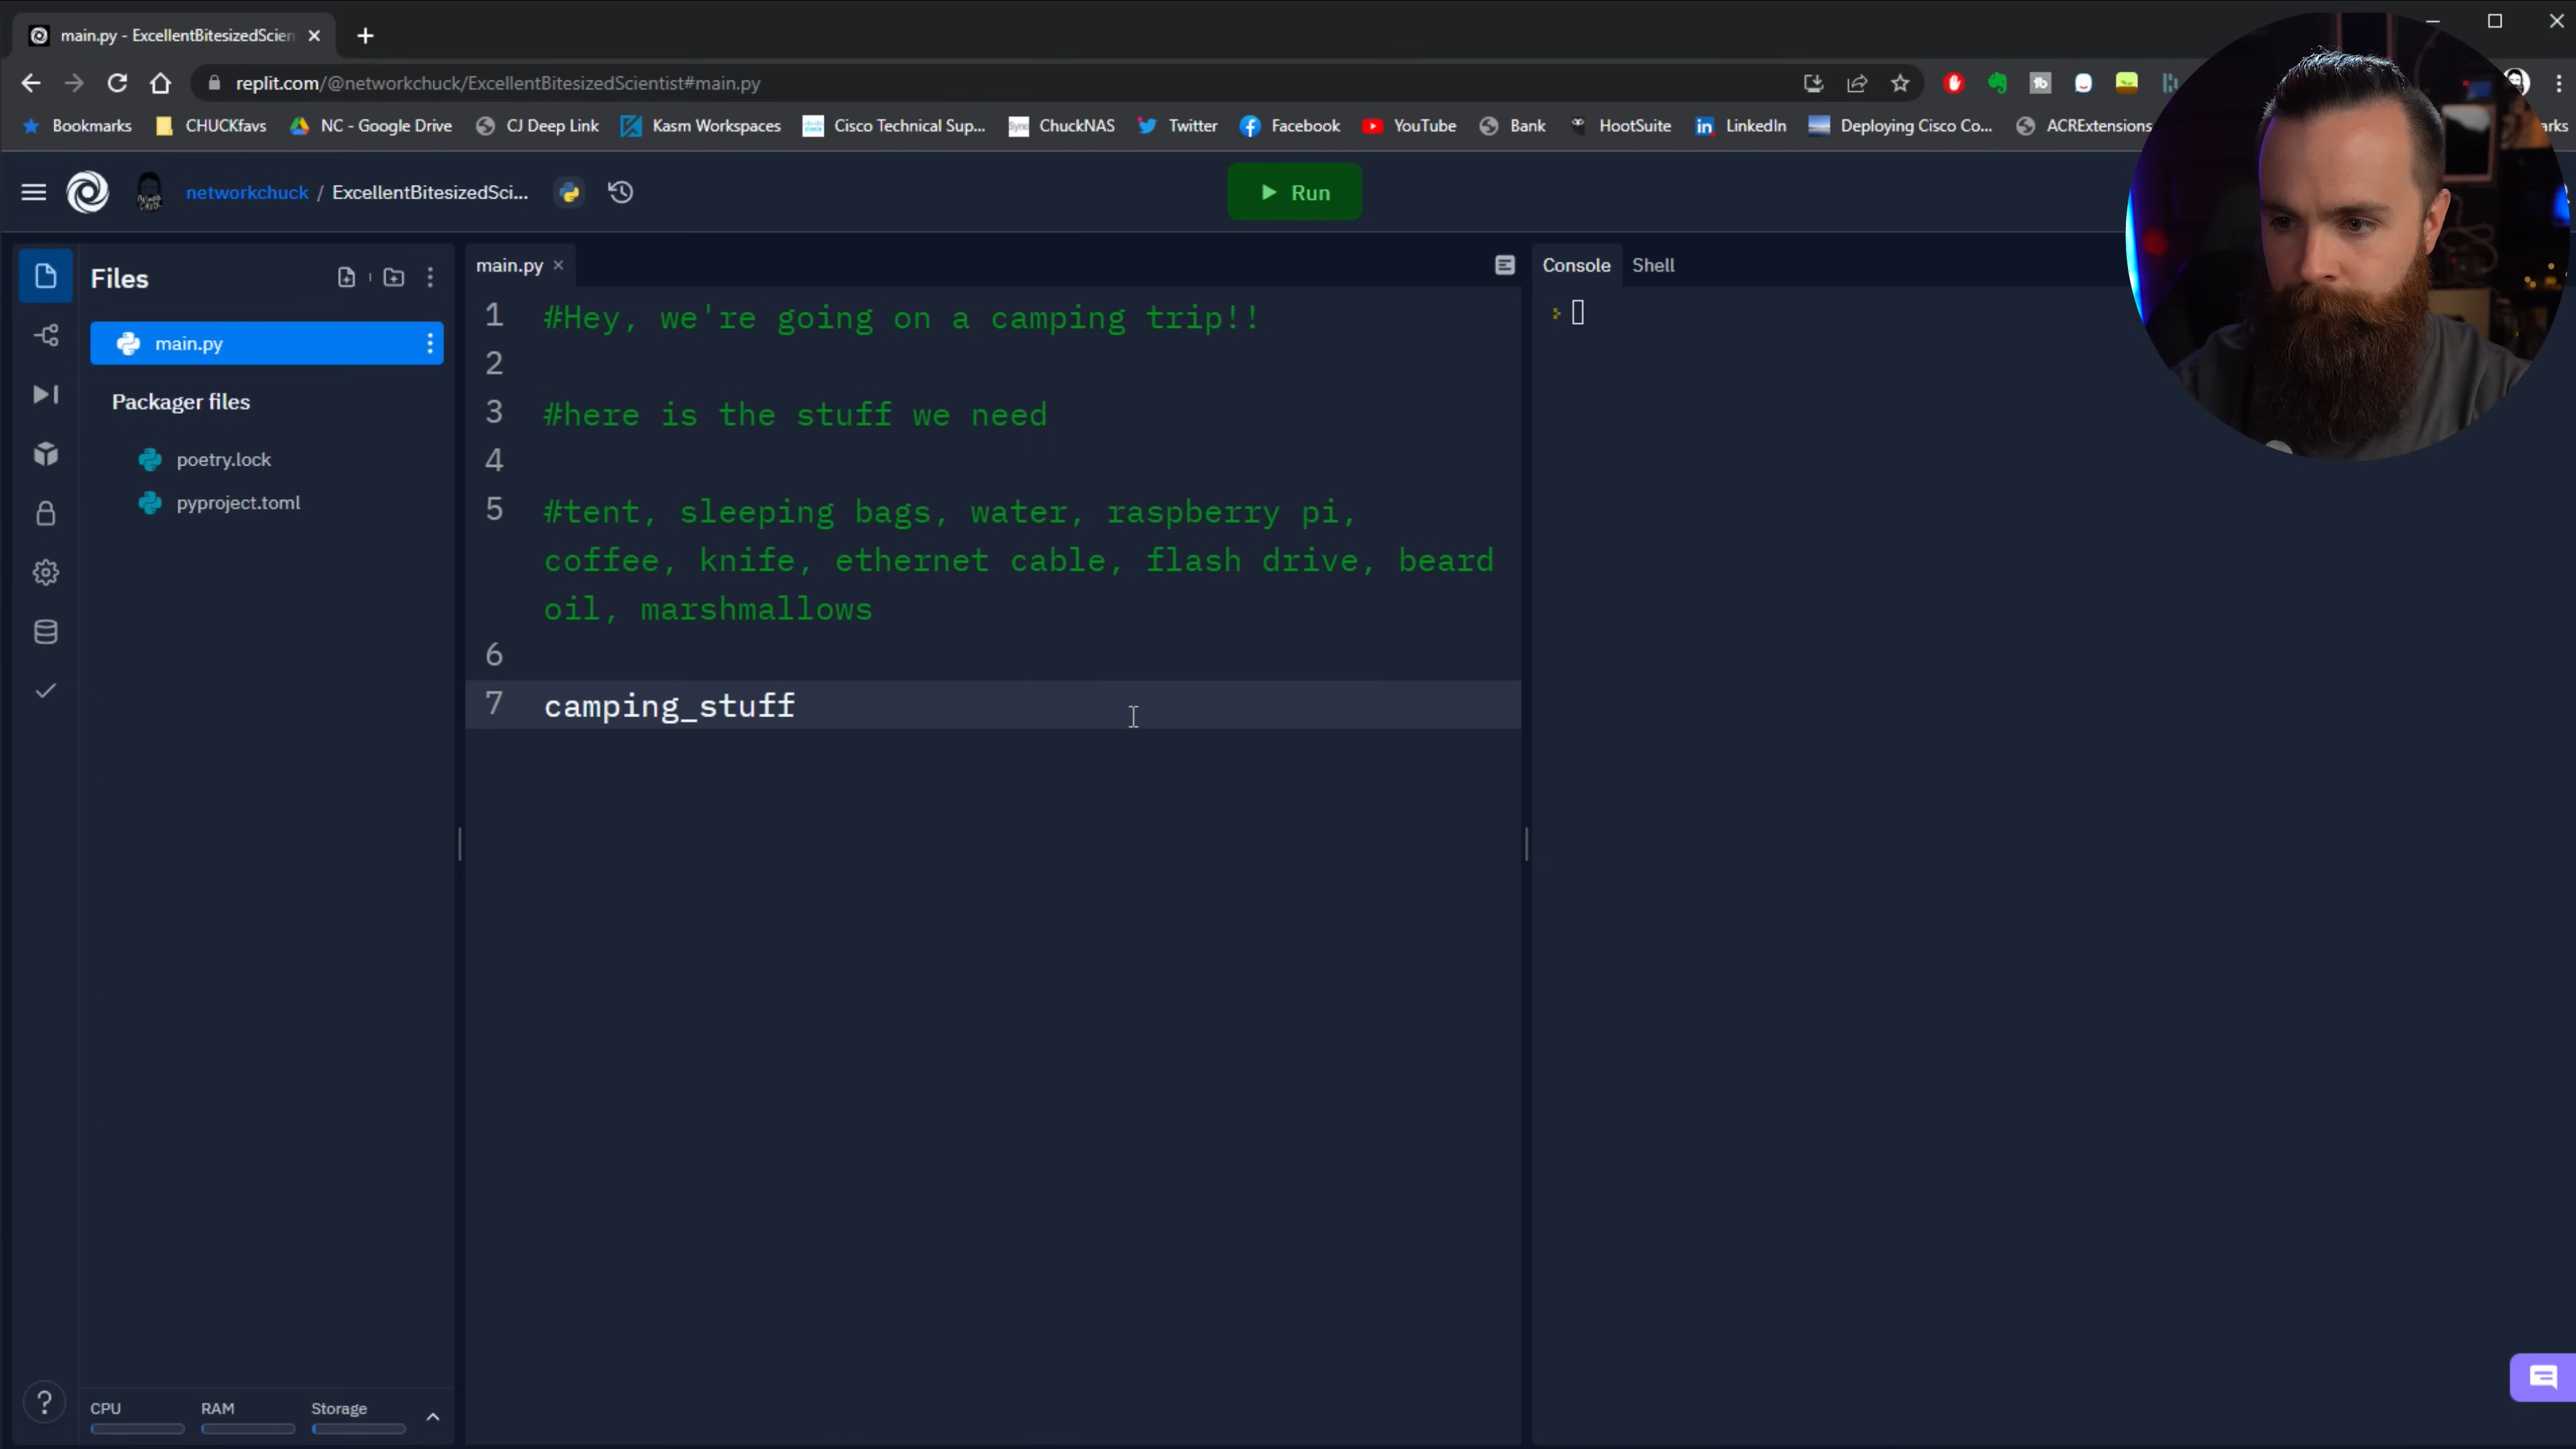 main.py - ExcellentBitesizedScien
replit.com/@networkchuck/ExcellentBitesizedScientist#main.py
Bookmarks CHUCKfavs NC - Google Drive CJ Deep Link Kasm Workspaces Cisco Technical Sup... ChuckNAS Twitter Facebook YouTube Bank HootSuite LinkedIn Deploying Cisco Co... ACRExtensions arks
networkchuck / ExcellentBitesizedSci... Run
Files
main.py
Packager files
poetry.lock
pyproject.toml
CPU RAM Storage
main.py
1 #Hey, we're going on a camping trip!!
2
3 #here is the stuff we need
4
5 #tent, sleeping bags, water, raspberry pi,
coffee, knife, ethernet cable, flash drive, beard
oil, marshmallows
6
7 camping_stuff
Console Shell